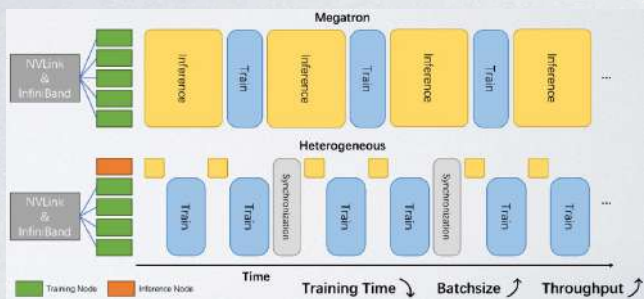 Megatron
NVLink
&
InfiniBand
Inference
Train
Inference
Train
Inference
Train
Inference
...
Heterogeneous
NVLink
&
InfiniBand
Train
Train
Synchronization
Train
Train
Synchronization
Train
Train
...
Time
Training Node
Inference Node
Training Time
Batchsize
Throughput